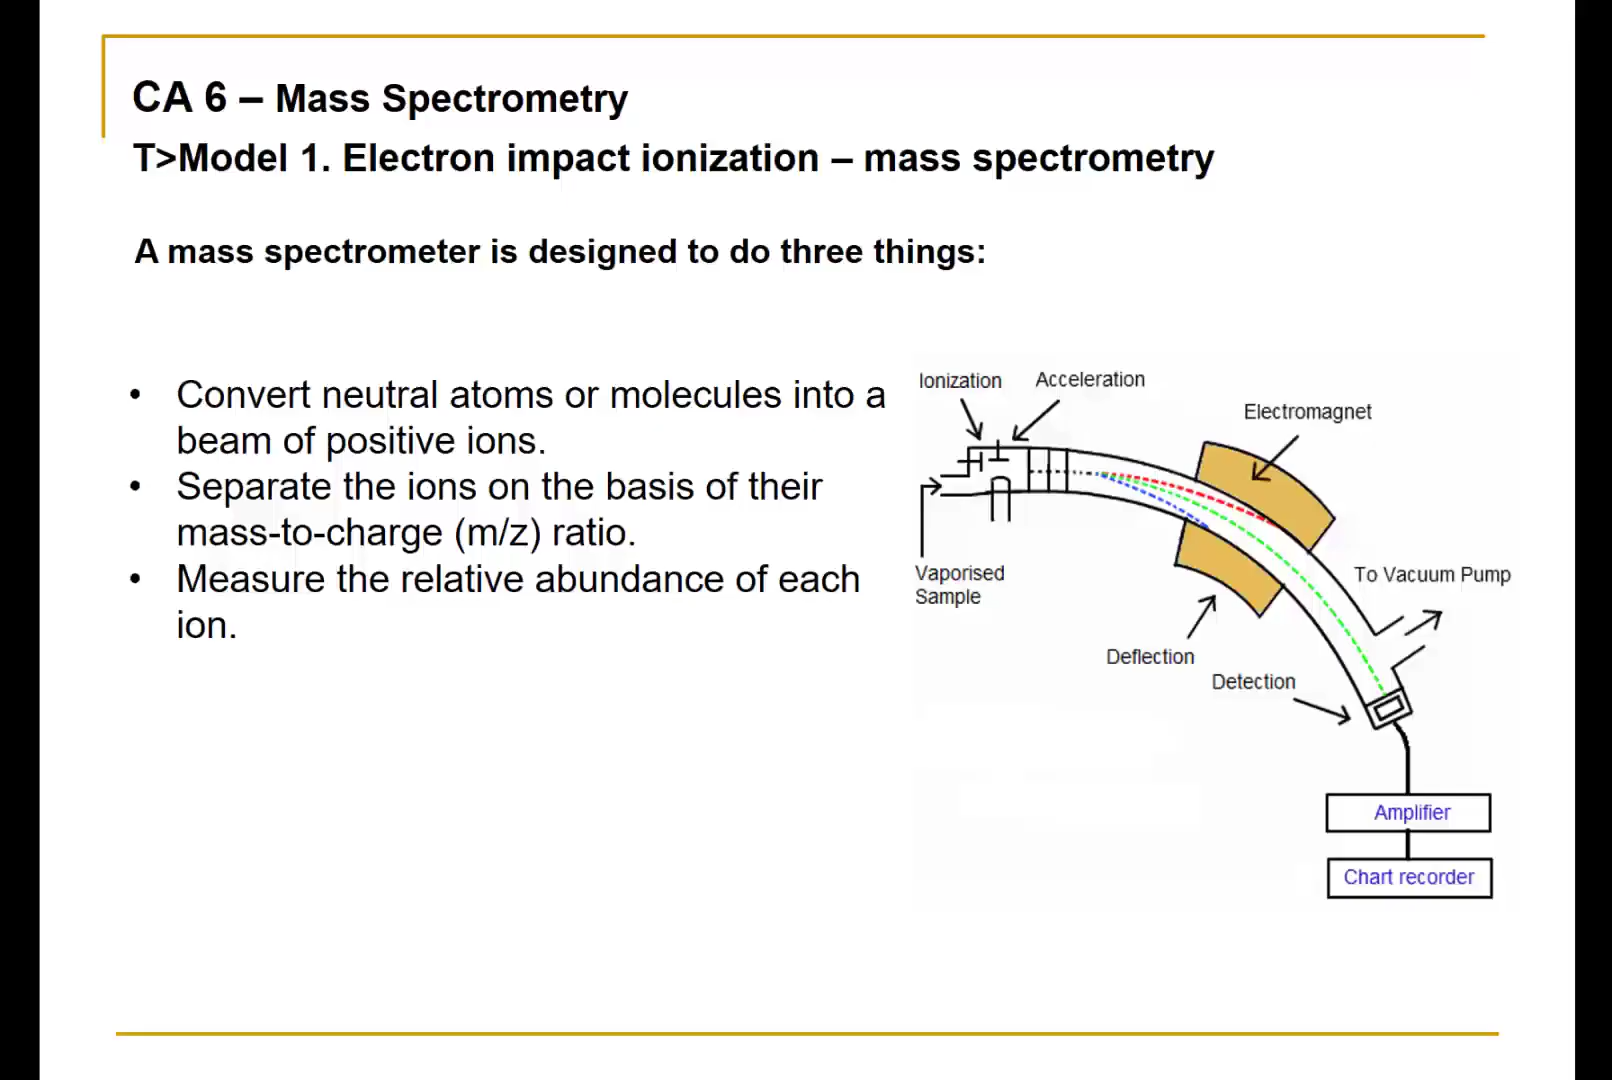 CA 6 – Mass Spectrometry
T>Model 1. Electron impact ionization – mass spectrometry
A mass spectrometer is designed to do three things:
• Convert neutral atoms or molecules into a
beam of positive ions.
• Separate the ions on the basis of their
mass-to-charge (m/z) ratio.
• Measure the relative abundance of each
ion.
Ionization
Acceleration
Electromagnet
Vaporised
Sample
To Vacuum Pump
Deflection
Detection
Amplifier
Chart recorder